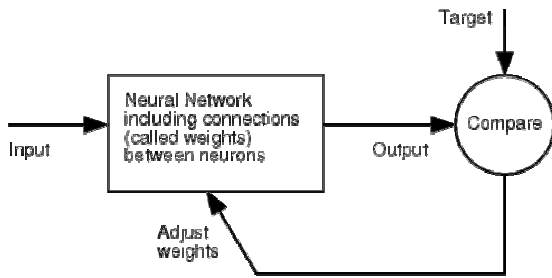 Target
Neural Network
including connections
(called weights)
between neurons
Compare
Input
Output
Adjust
weights